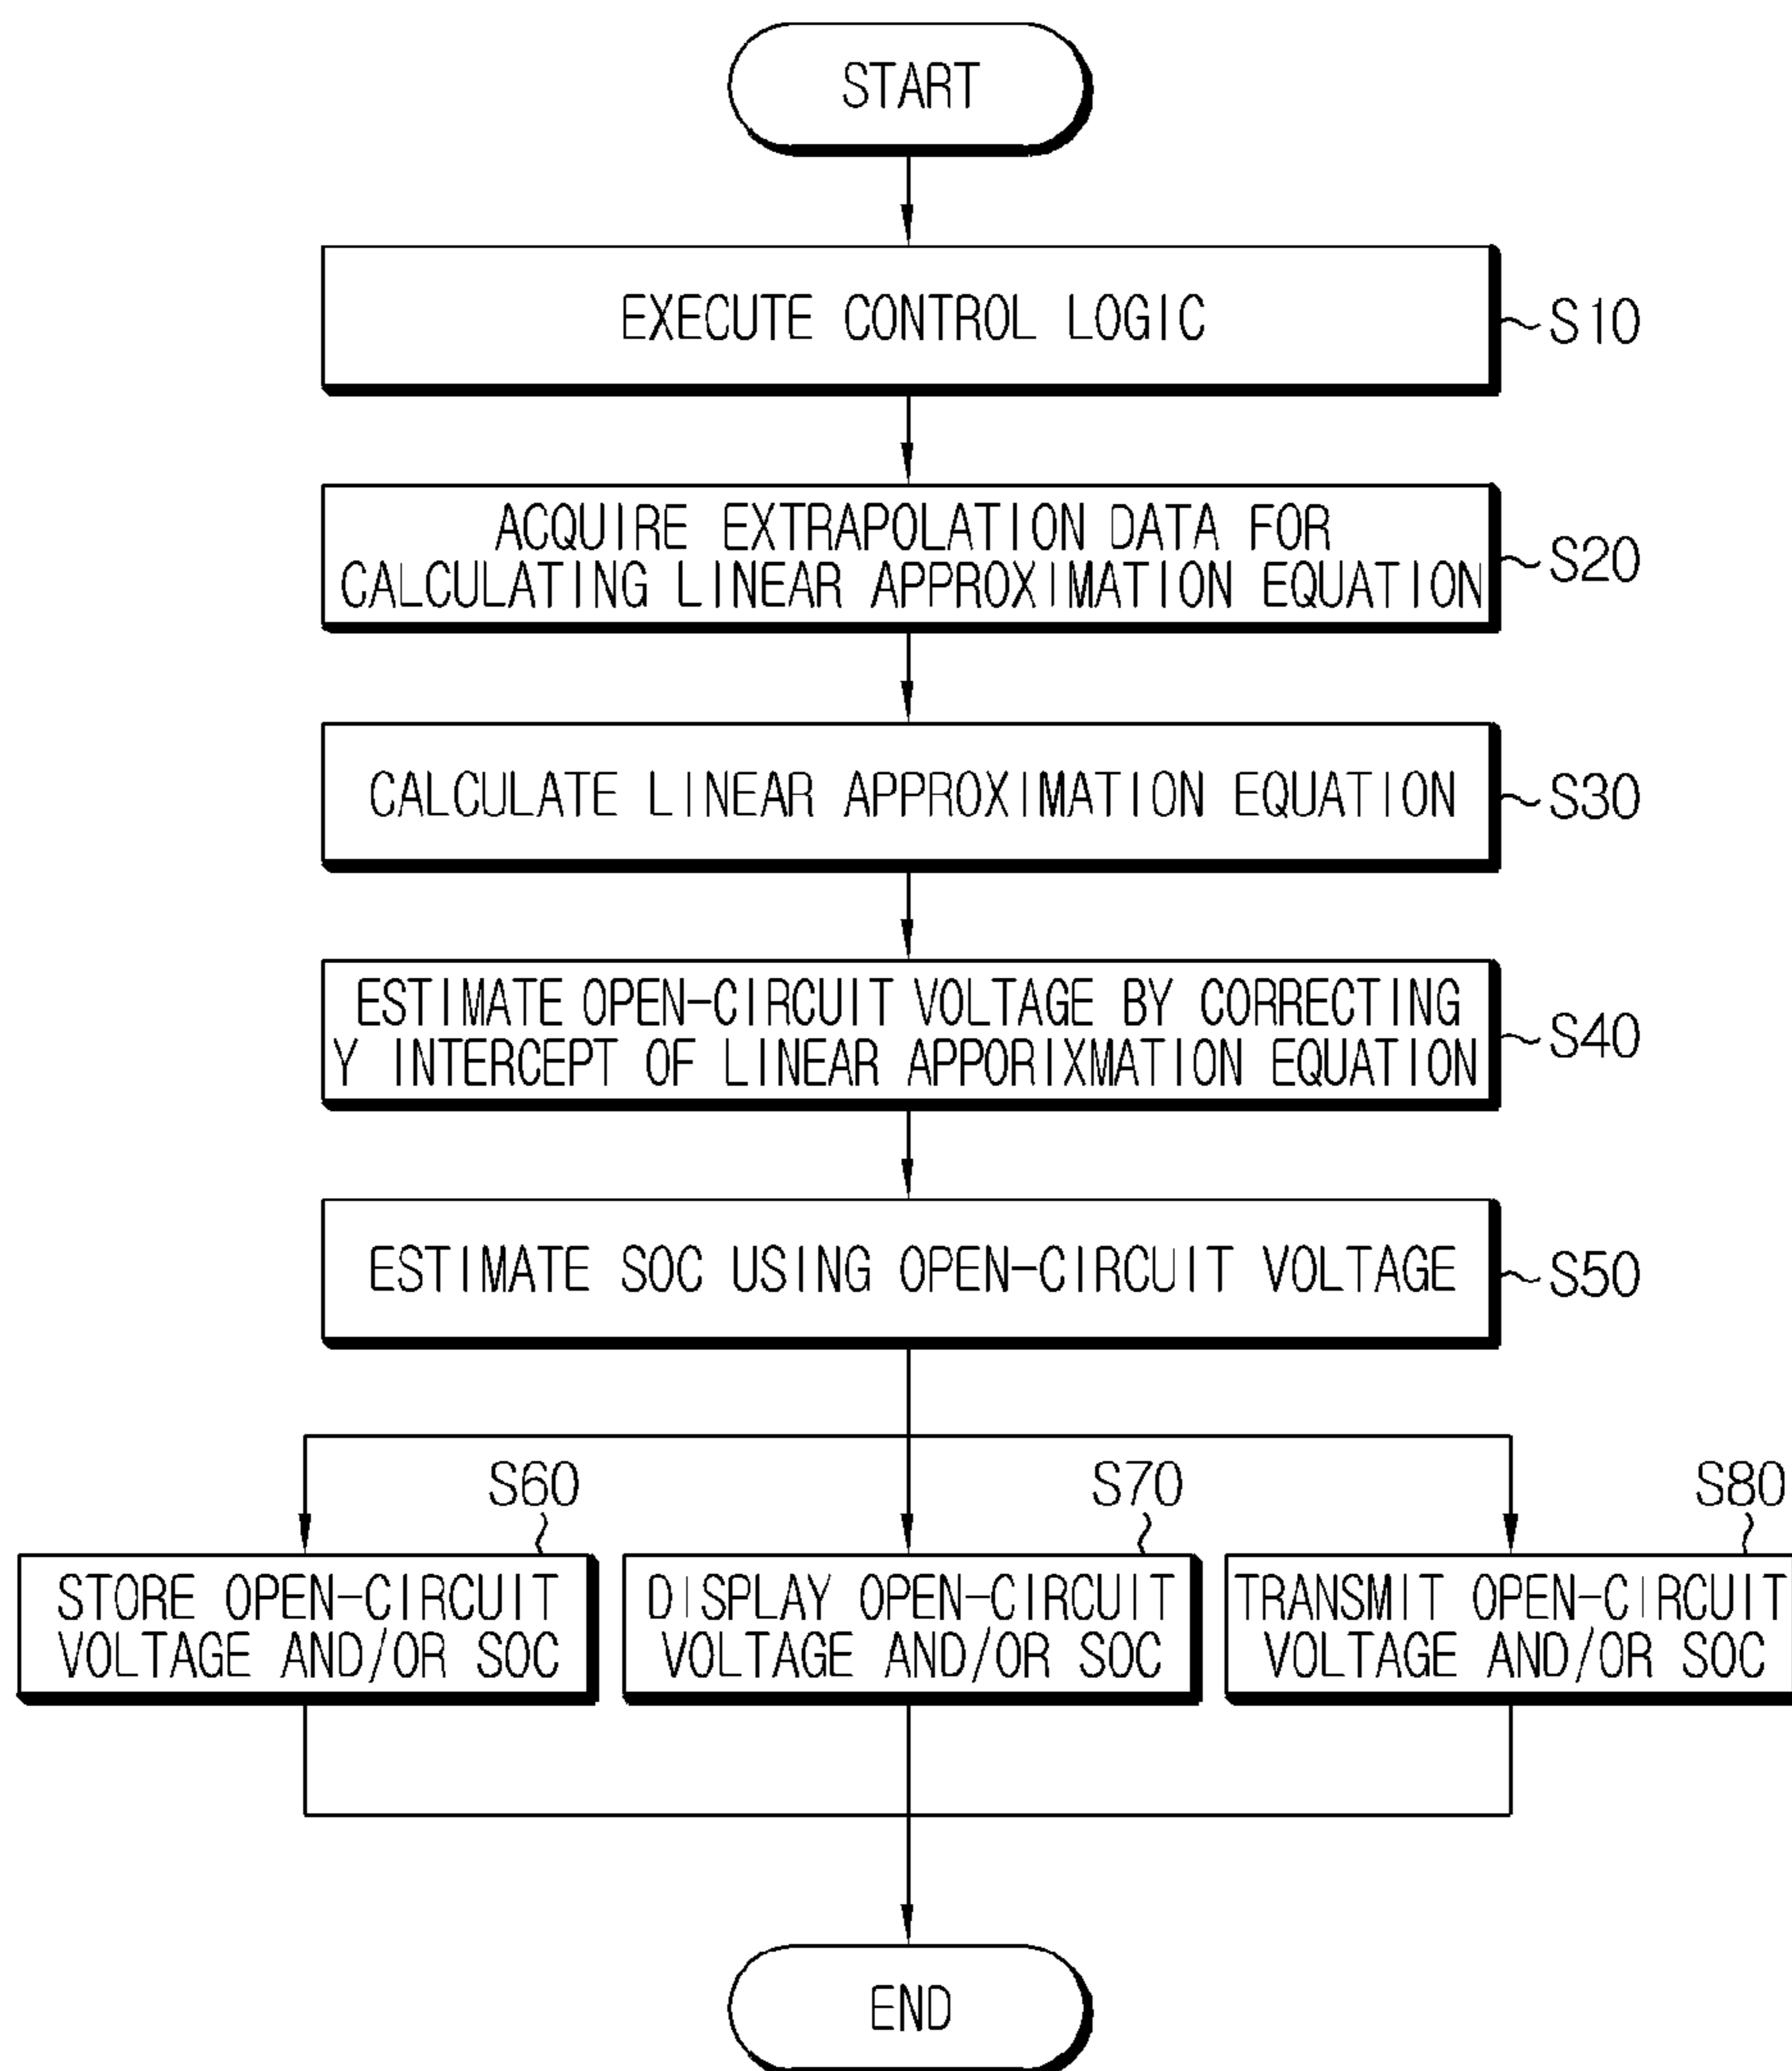 START
EXECUTE CONTROL LOGIC
S10
ACQUIRE EXTRAPOLATION DATA FOR
CALCULATING LINEAR APPROXIMATION EQUATION
S20
CALCULATE LINEAR APPROXIMATION EQUATION
S30
ESTIMATE OPEN-CIRCUIT VOLTAGE BY CORRECTING
Y INTERCEPT OF LINEAR APPORIXMATION EQUATION
S40
ESTIMATE SOC USING OPEN-CIRCUIT VOLTAGE
S50
S60
STORE OPEN-CIRCUIT
VOLTAGE AND/OR SOC
S70
DISPLAY OPEN-CIRCUIT
VOLTAGE AND/OR SOC
S80
TRANSMIT OPEN-CIRCUIT
VOLTAGE AND/OR SOC
END